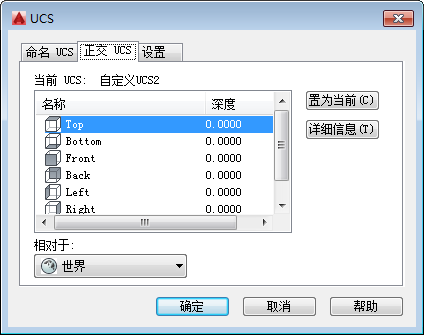 UCS
命名 UCS 正交 UCS 设置
当前 UCS: 自定义UCS2
名称 深度
Top 0.0000
Bottom 0.0000
Front 0.0000
Back 0.0000
Left 0.0000
Right 0.0000
置为当前(C)
详细信息(T)
相对于:
世界
确定 取消 帮助